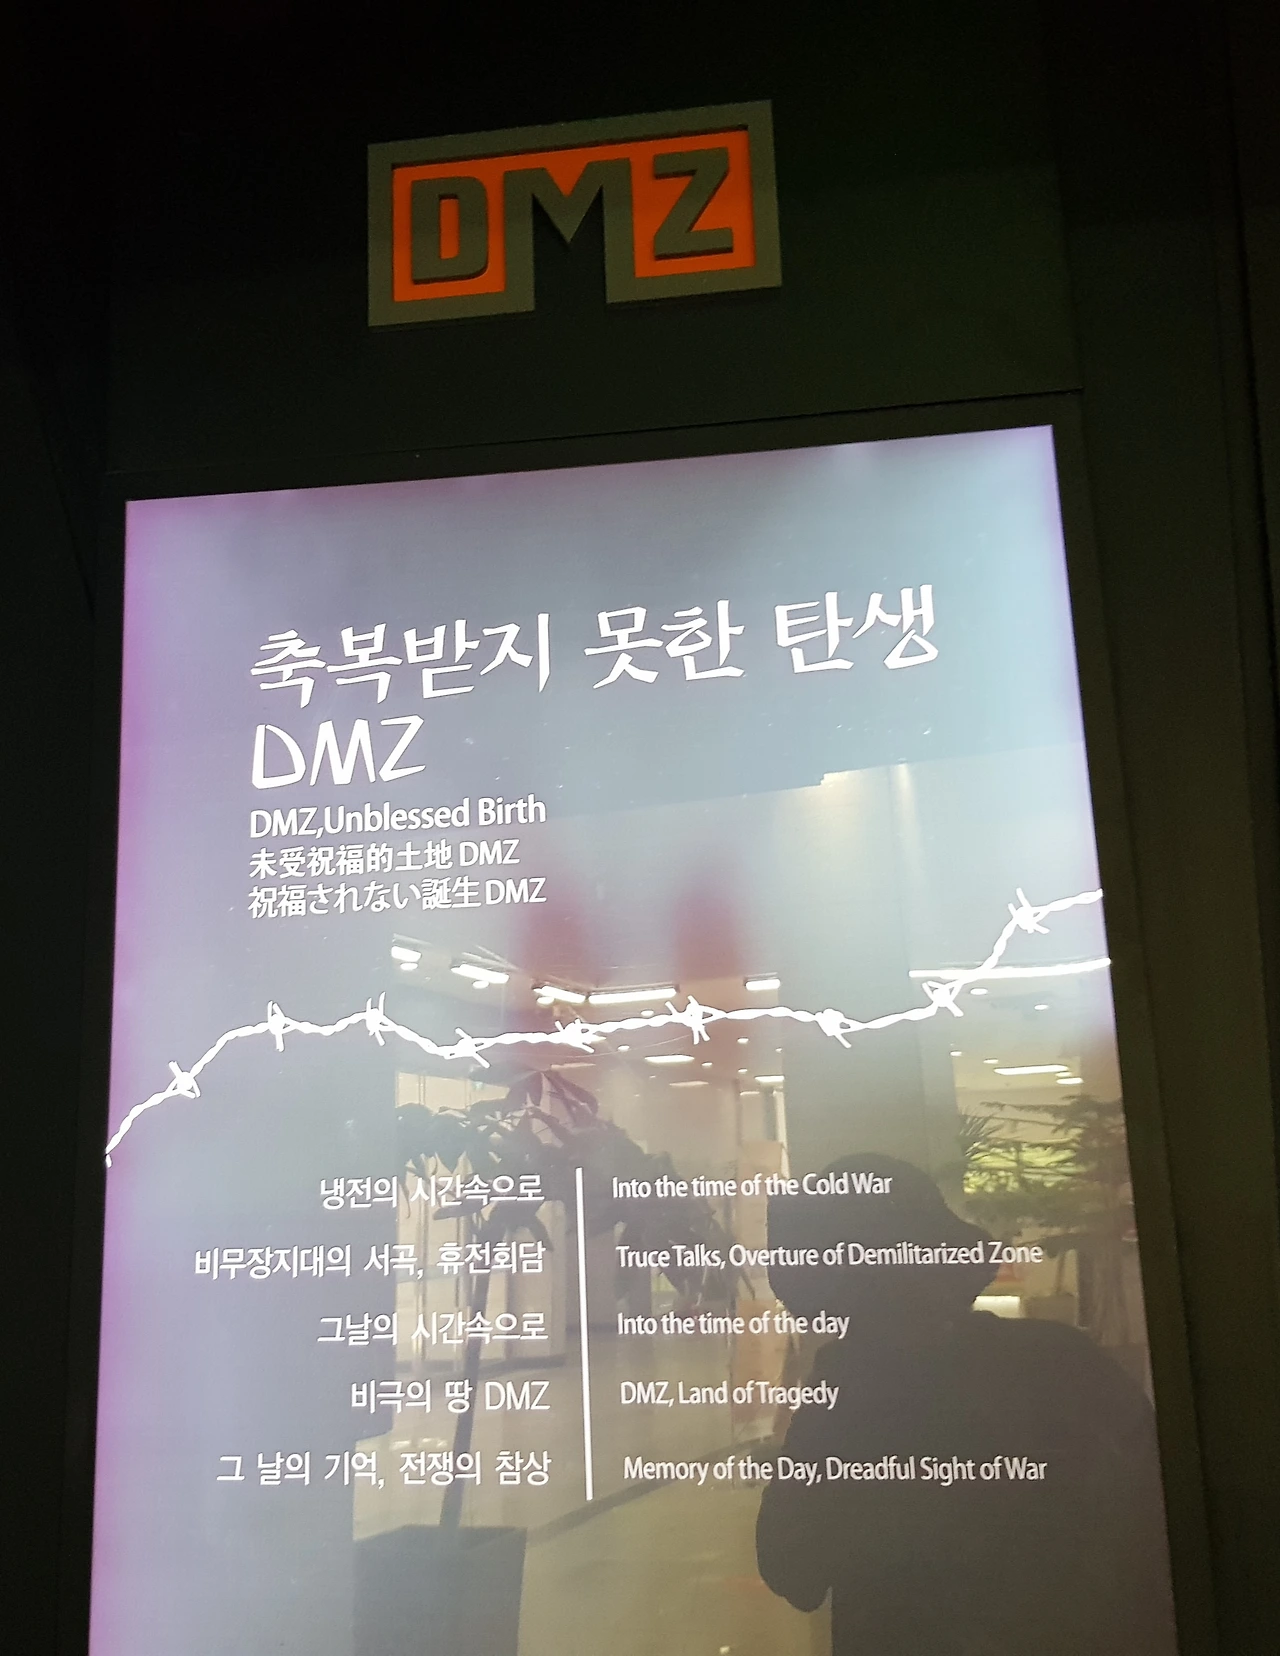 DMZ
축복받지 못한 탄생
DMZ
DMZ,Unblessed Birth
未受祝福的土地 DMZ
祝福されない誕生 DMZ
냉전의 시간속으로
Into the time of the Cold War
비무장지대의 서곡, 휴전회담
Truce Talks, Overture of Demilitarized Zone
그날의 시간속으로
Into the time of the day
비극의 땅 DMZ
DMZ, Land of Tragedy
그 날의 기억, 전쟁의 참상
Memory of the Day, Dreadful Sight of War